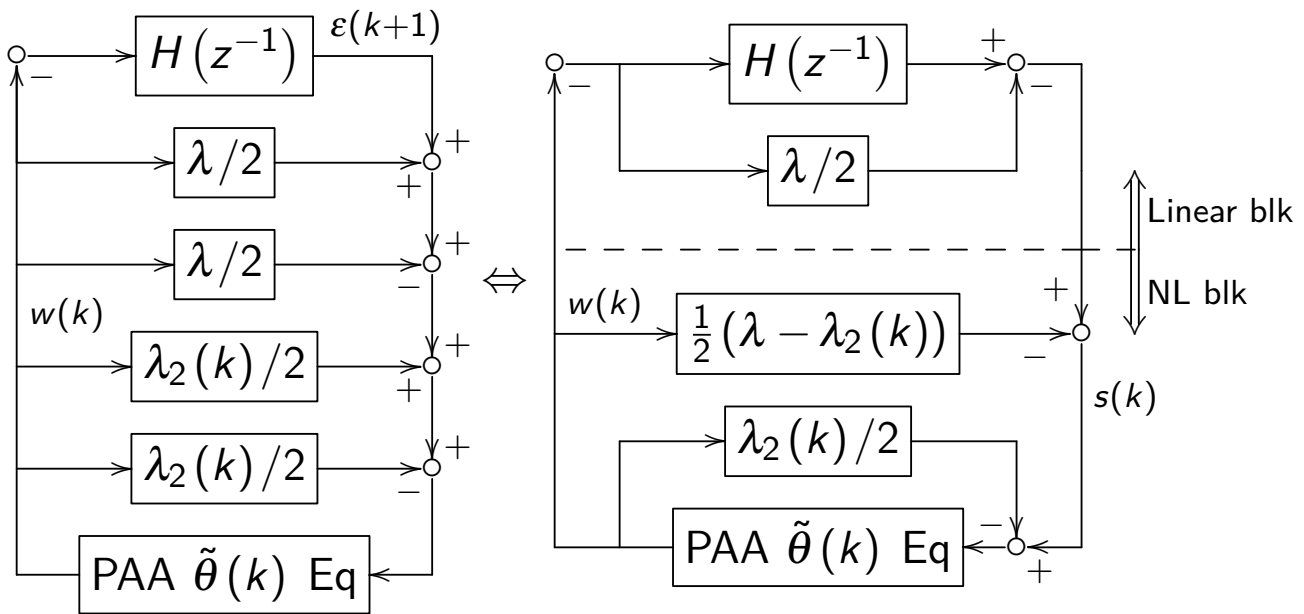 ε(k+1)
H(z⁻¹)
−
+
λ/2
+
+
λ/2
−
w(k)
+
λ₂(k)/2
+
+
λ₂(k)/2
−
PAA θ̃(k) Eq
⇔
H(z⁻¹)
+
−
−
λ/2
Linear blk
NL blk
w(k)
+
½(λ − λ₂(k))
−
s(k)
λ₂(k)/2
−
PAA θ̃(k) Eq
+